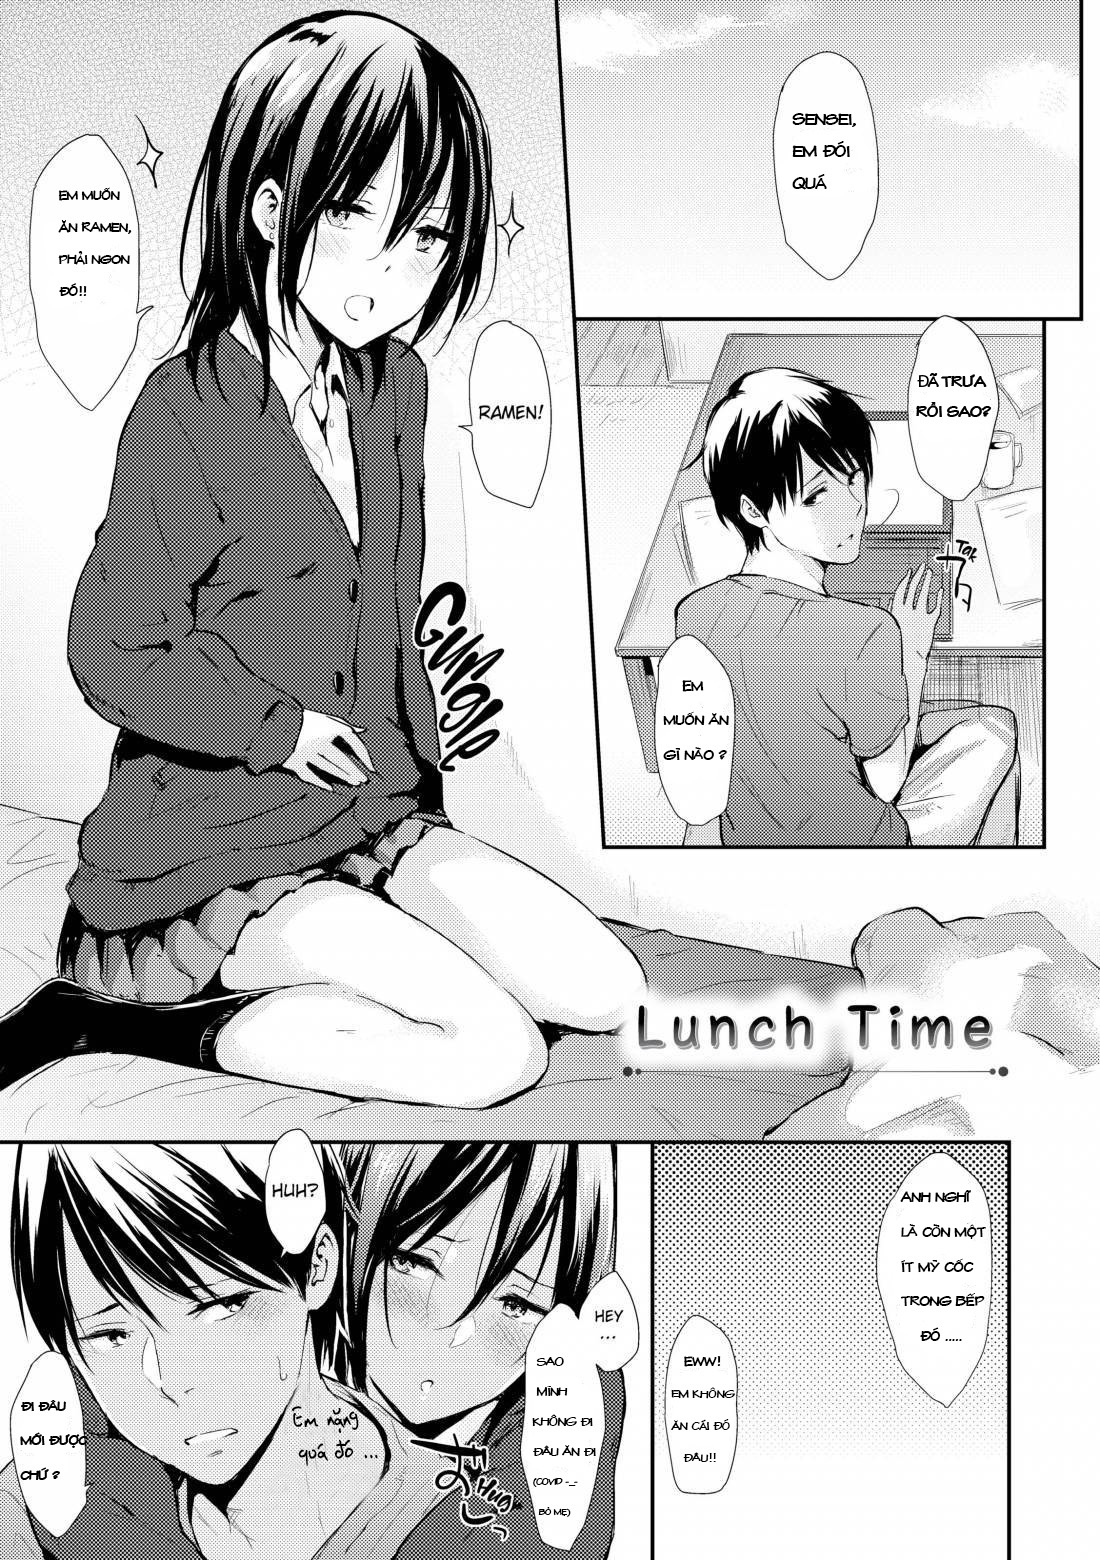 SENSEI,
EM ĐÓI
QUÁ
ĐÃ TRƯA
RỒI SAO?
Tak
EM
MUỐN ĂN
GÌ NÀO ?
EM MUỐN
ĂN RAMEN,
PHẢI NGON
ĐÓ!!
RAMEN!
GUMBLE
Lunch Time
ANH NGHĨ
LÀ CÒN MỘT
ÍT MỲ CỐC
TRONG BẾP
ĐÓ .....
EWW!
EM KHÔNG
ĂN CÁI ĐÓ
ĐÂU!!
HUH?
HEY
...
SAO
MÌNH
KHÔNG ĐI
ĐÂU ĂN ĐI
(COVID -_-
BỎ MẸ)
Em nặng
quá đó ...
HUG
ĐI ĐÂU
MỚI ĐƯỢC
CHỨ ?